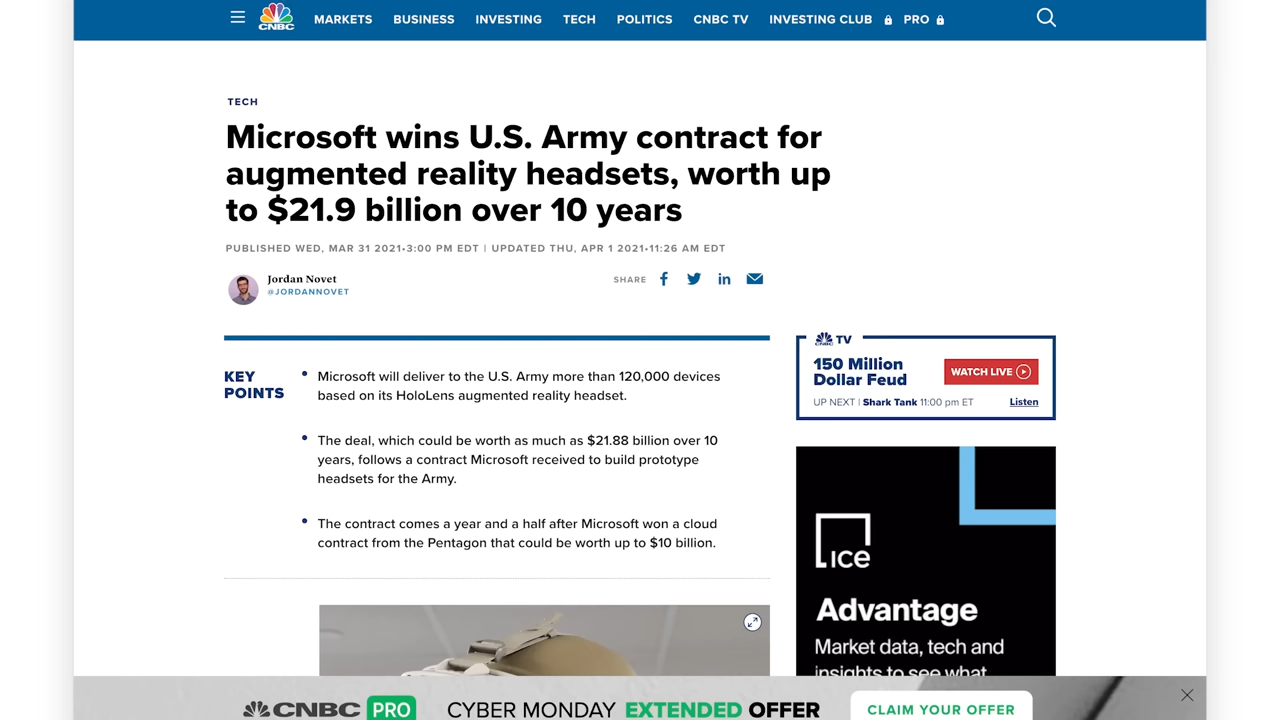 CNBC
MARKETS BUSINESS INVESTING TECH POLITICS CNBC TV INVESTING CLUB PRO
TECH
Microsoft wins U.S. Army contract for
augmented reality headsets, worth up
to $21.9 billion over 10 years
PUBLISHED WED, MAR 31 2021•3:00 PM EDT | UPDATED THU, APR 1 2021•11:26 AM EDT
Jordan Novet
@JORDANNOVET
SHARE
KEY
POINTS
• Microsoft will deliver to the U.S. Army more than 120,000 devices
based on its HoloLens augmented reality headset.
• The deal, which could be worth as much as $21.88 billion over 10
years, follows a contract Microsoft received to build prototype
headsets for the Army.
• The contract comes a year and a half after Microsoft won a cloud
contract from the Pentagon that could be worth up to $10 billion.
CNBC TV
150 Million
Dollar Feud
WATCH LIVE
UP NEXT | Shark Tank 11:00 pm ET
Listen
ICE
Advantage
Market data, tech and
insights to see what
CNBC PRO CYBER MONDAY EXTENDED OFFER CLAIM YOUR OFFER